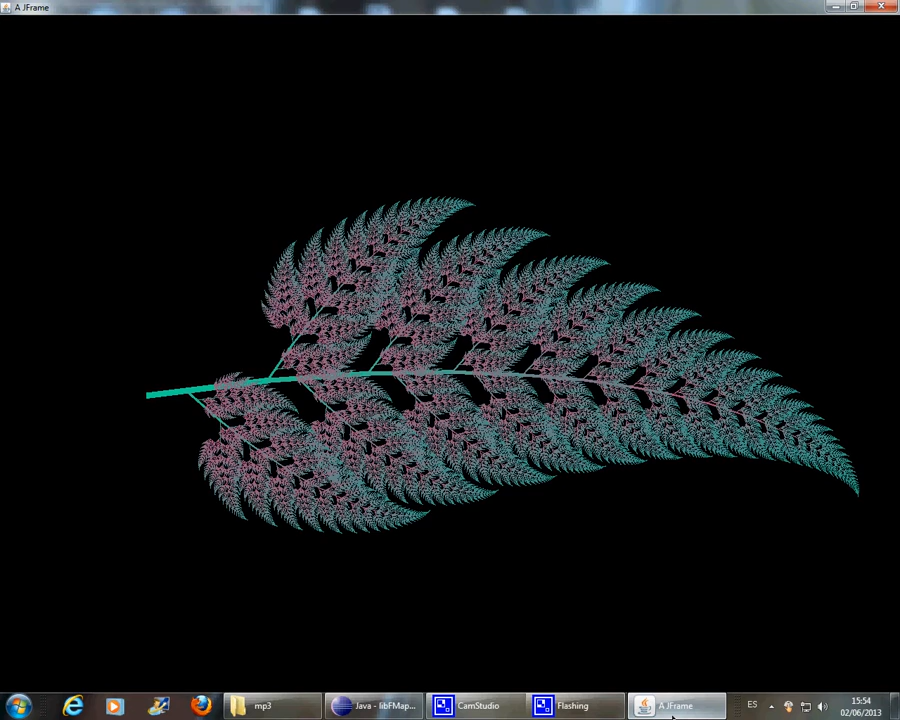 A JFrame
mp3
Java - libFMap...
CamStudio
Flashing
A JFrame
ES
15:54
02/06/2013